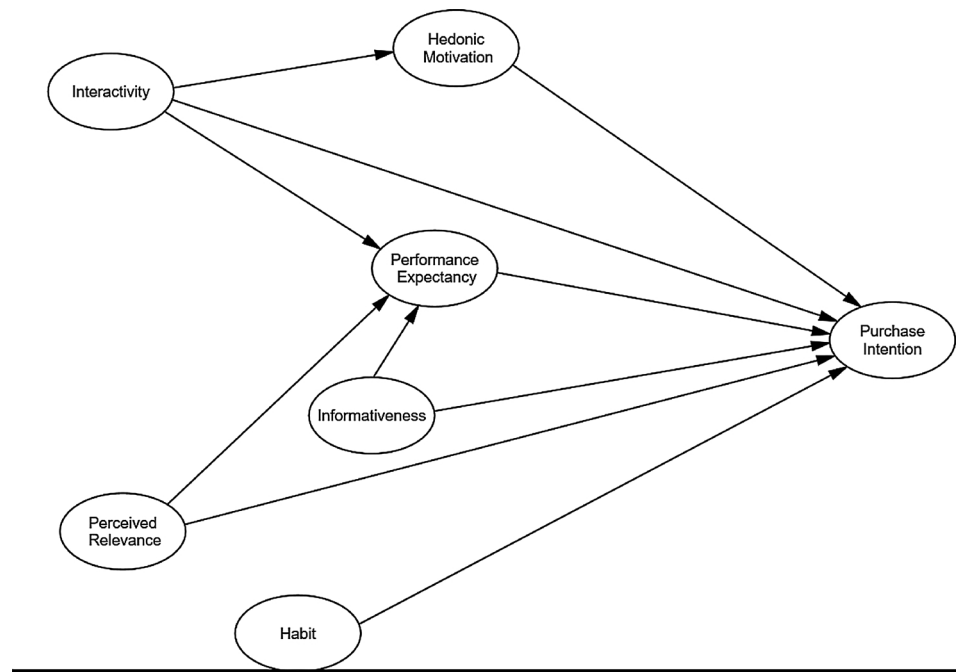 Hedonic
Motivation
Interactivity
Performance
Expectancy
Purchase
Intention
Informativeness
Perceived
Relevance
Habit